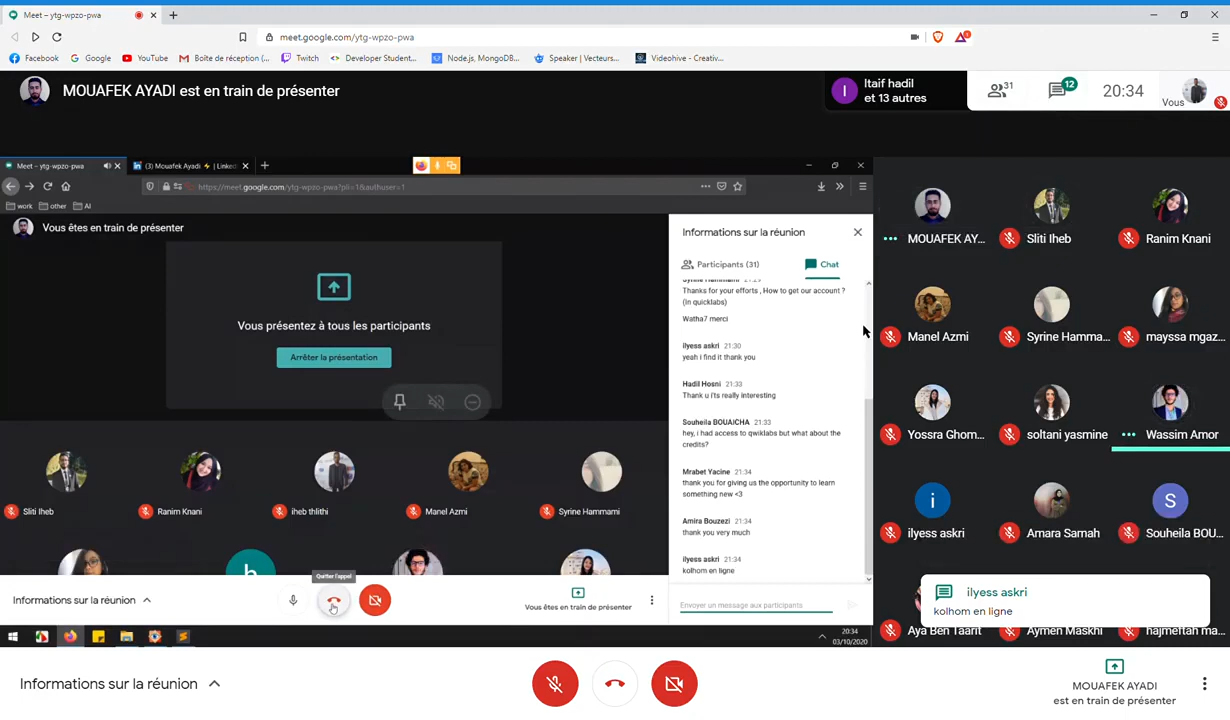 Meet – ytg-wpzo-pwa
meet.google.com/ytg-wpzo-pwa
Facebook
Google
YouTube
Boîte de réception (...
Twitch
Developer Student...
Node.js, MongoDB...
Speaker | Vecteurs...
Videohive - Creativ...
MOUAFEK AYADI est en train de présenter
I
Itaif hadil
et 13 autres
31
12
20:34
Vous
Meet – ytg-wpzo-pwa
(3) Mouafek Ayadi ⚡ | Linked
https://meet.google.com/ytg-wpzo-pwa?pli=1&authuser=1
work
other
AI
Vous êtes en train de présenter
Vous présentez à tous les participants
Arrêter la présentation
Sliti Iheb
Ranim Knani
iheb thlithi
Manel Azmi
Syrine Hammami
Quitter l'appel
Informations sur la réunion
Vous êtes en train de présenter
Informations sur la réunion
Participants (31)
Chat
Syrine Hammami 21:29
Thanks for your efforts , How to get our account ?
(In quicklabs)
Watha7 merci
ilyess askri 21:30
yeah i find it thank you
Hadil Hosni 21:33
Thank u i'ts really interesting
Souheila BOUAICHA 21:33
hey, i had access to qwiklabs but what about the
credits?
Mrabet Yacine 21:34
thank you for giving us the opportunity to learn
something new <3
Amira Bouzezi 21:34
thank you very much
ilyess askri 21:34
kolhom en ligne
Envoyer un message aux participants
20:34
03/10/2020
MOUAFEK AY...
Sliti Iheb
Ranim Knani
Manel Azmi
Syrine Hamma...
mayssa mgaz...
Yossra Ghom...
soltani yasmine
Wassim Amor
i
S
ilyess askri
Amara Samah
Souheila BOU...
ilyess askri
kolhom en ligne
Aya Ben Taarit
Aymen Maskhi
hajmeftah ma...
Informations sur la réunion
MOUAFEK AYADI
est en train de présenter